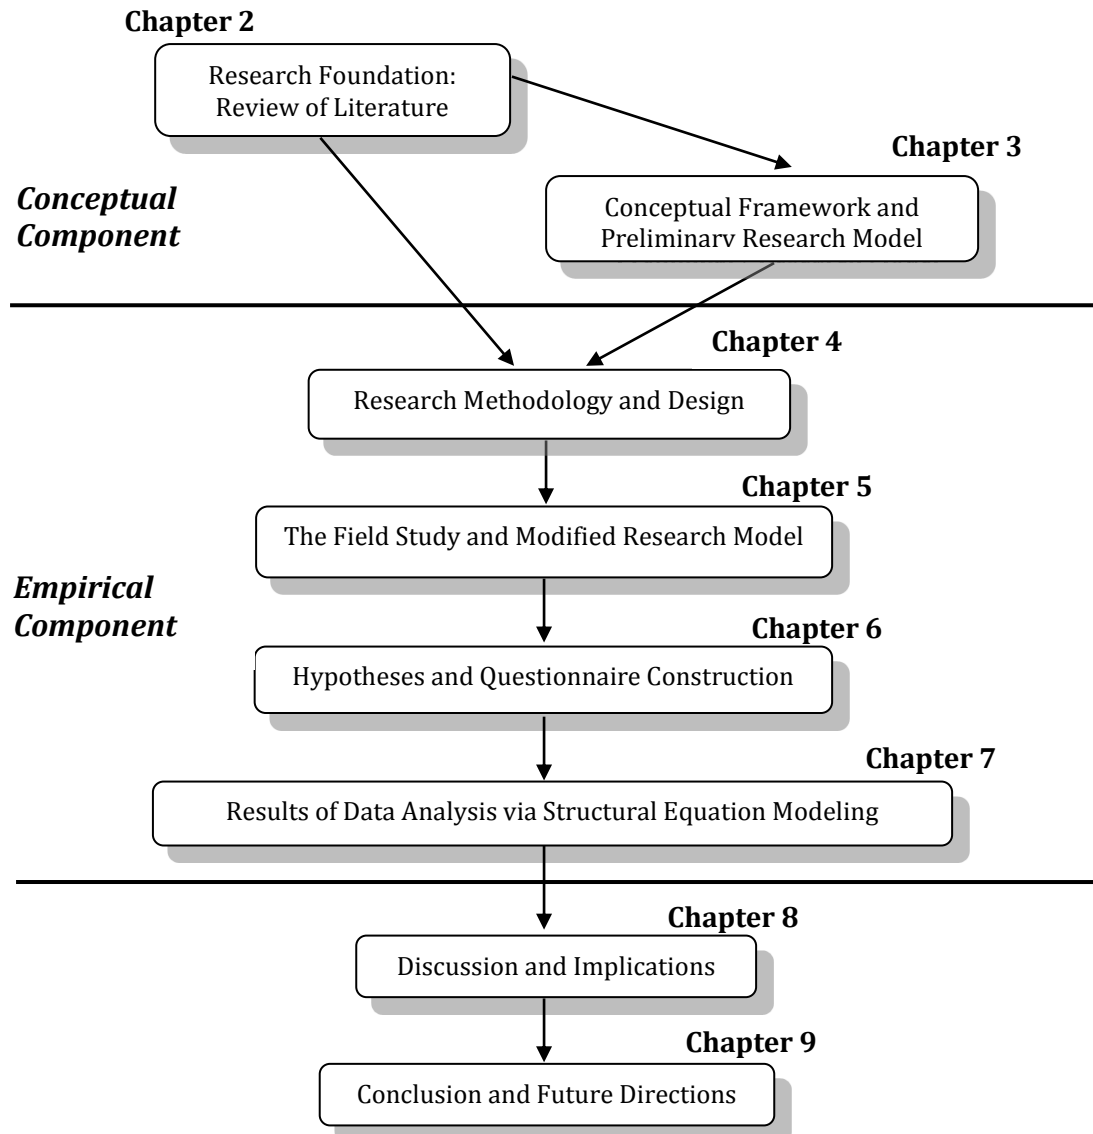 Chapter 2
Research Foundation:
Review of Literature
Chapter 3
Conceptual
Component
Conceptual Framework and
Preliminary Research Model
Chapter 4
Research Methodology and Design
Chapter 5
The Field Study and Modified Research Model
Empirical
Component
Chapter 6
Hypotheses and Questionnaire Construction
Chapter 7
Results of Data Analysis via Structural Equation Modeling
Chapter 8
Discussion and Implications
Chapter 9
Conclusion and Future Directions